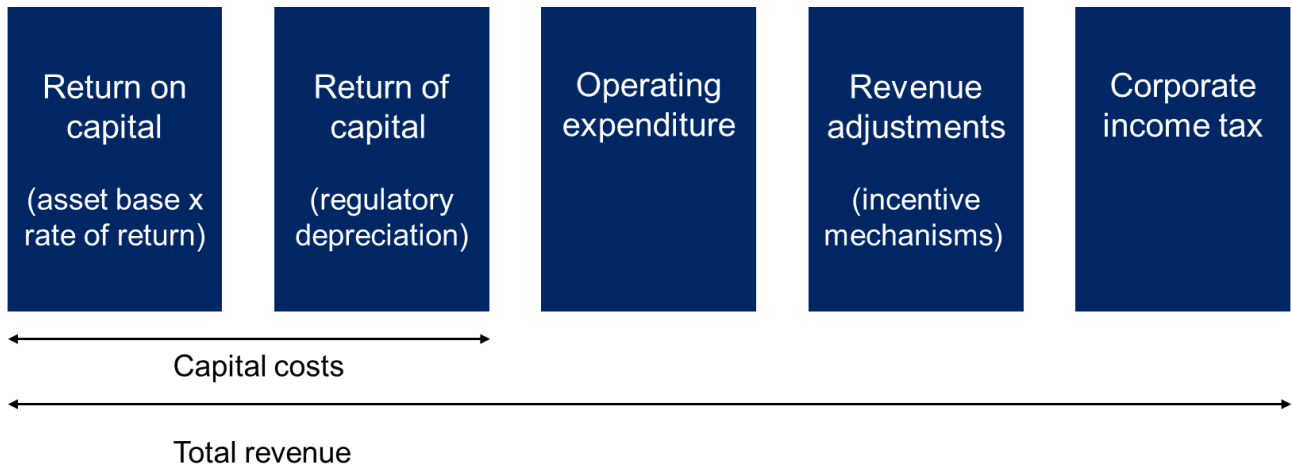 Return on
capital
(asset base x
rate of return)
Return of
capital
(regulatory
depreciation)
Operating
expenditure
Revenue
adjustments
(incentive
mechanisms)
Corporate
income tax
Capital costs
Total revenue